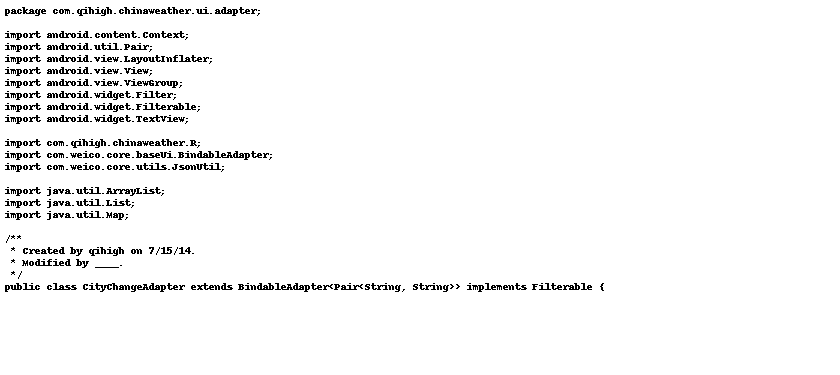 package com.qihigh.chinaweather.ui.adapter;
import android.content.Context;
import android.util.Pair;
import android.view.LayoutInflater;
import android.view.View;
import android.view.ViewGroup;
import android.widget.Filter;
import android.widget.Filterable;
import android.widget.TextView;
import com.qihigh.chinaweather.R;
import com.weico.core.baseUi.BindableAdapter;
import com.weico.core.utils.JsonUtil;
import java.util.ArrayList;
import java.util.List;
import java.util.Map;
/**
 * Created by qihigh on 7/15/14.
 * Modified by ____.
 */
public class CityChangeAdapter extends BindableAdapter<Pair<String, String>> implements Filterable {